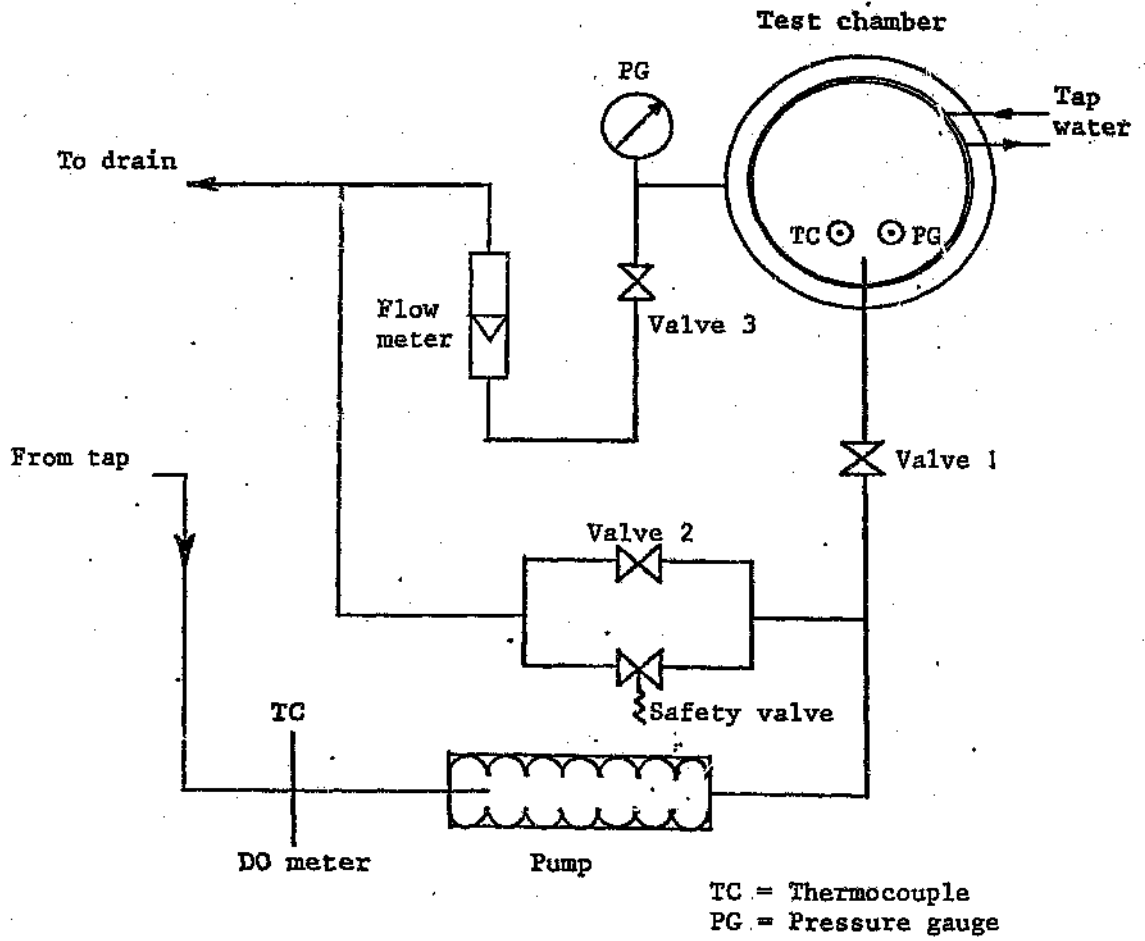 Test chamber
PG
Tap
water
To drain
TC
PG
Flow
meter
Valve 3
From tap
Valve 1
Valve 2
Safety valve
TC
DO meter
Pump
TC = Thermocouple
PG = Pressure gauge